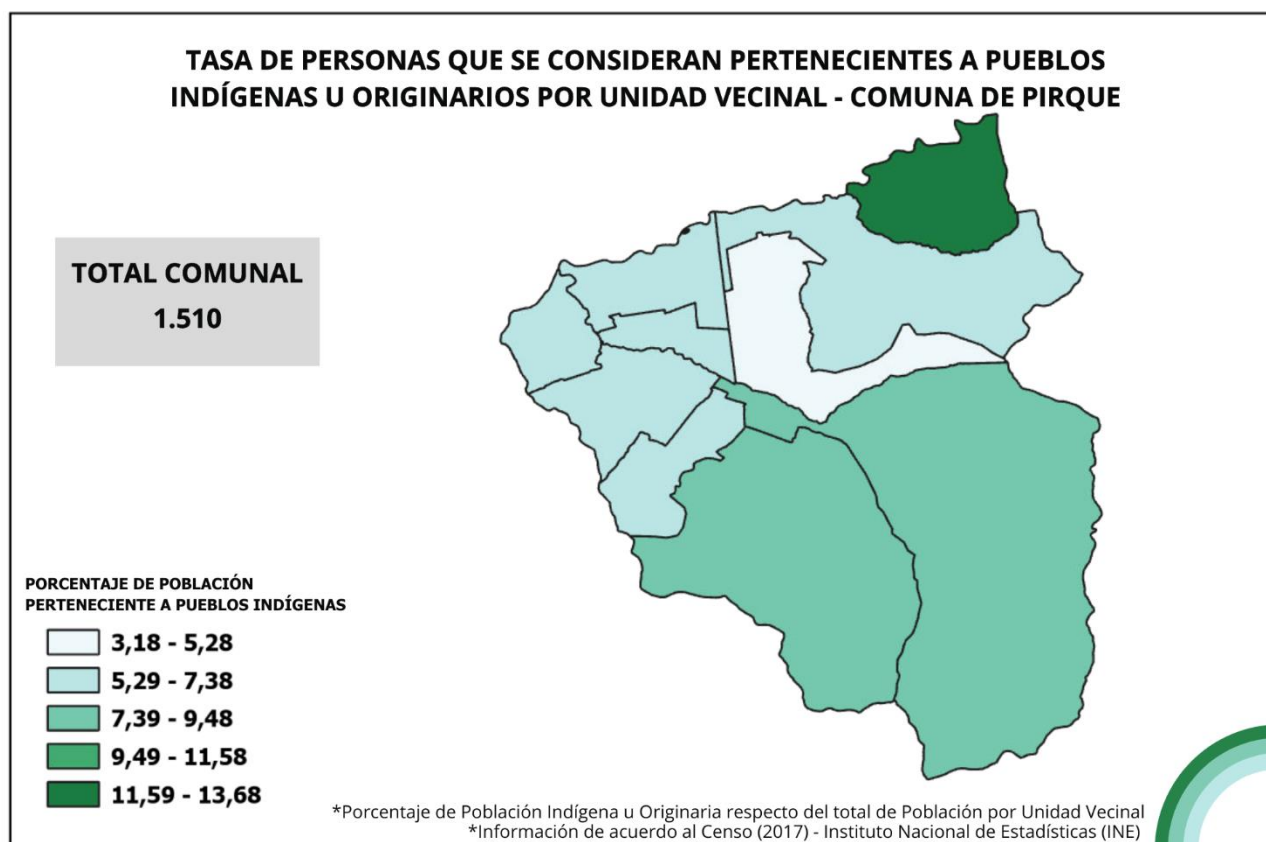 TASA DE PERSONAS QUE SE CONSIDERAN PERTENECIENTES A PUEBLOS
INDÍGENAS U ORIGINARIOS POR UNIDAD VECINAL - COMUNA DE PIRQUE
TOTAL COMUNAL
1.510
PORCENTAJE DE POBLACIÓN
PERTENECIENTE A PUEBLOS INDÍGENAS
3,18 - 5,28
5,29 - 7,38
7,39 - 9,48
9,49 - 11,58
11,59 - 13,68
*Porcentaje de Población Indígena u Originaria respecto del total de Población por Unidad Vecinal
*Información de acuerdo al Censo (2017) - Instituto Nacional de Estadísticas (INE)